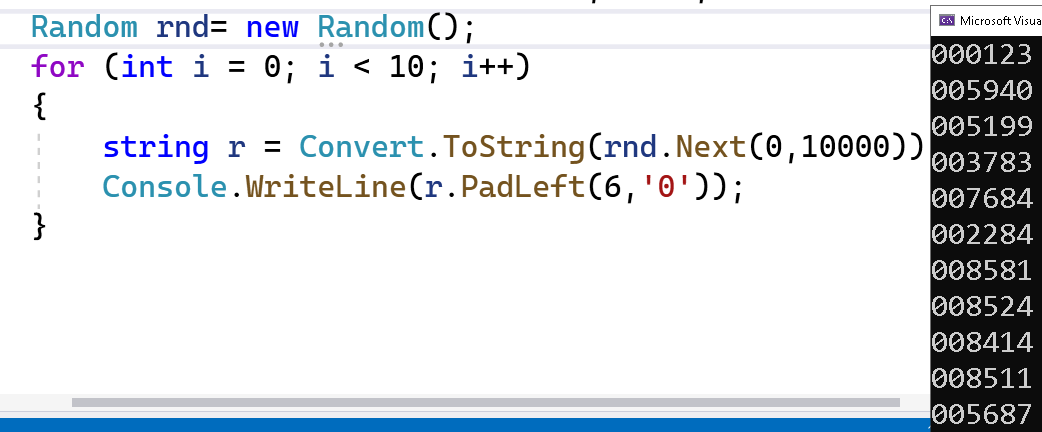 Random rnd= new Random();
for (int i = 0; i < 10; i++)
{
string r = Convert.ToString(rnd.Next(0,10000))
Console.WriteLine(r.PadLeft(6,'0'));
}
Microsoft Visua
000123
005940
005199
003783
007684
002284
008581
008524
008414
008511
005687